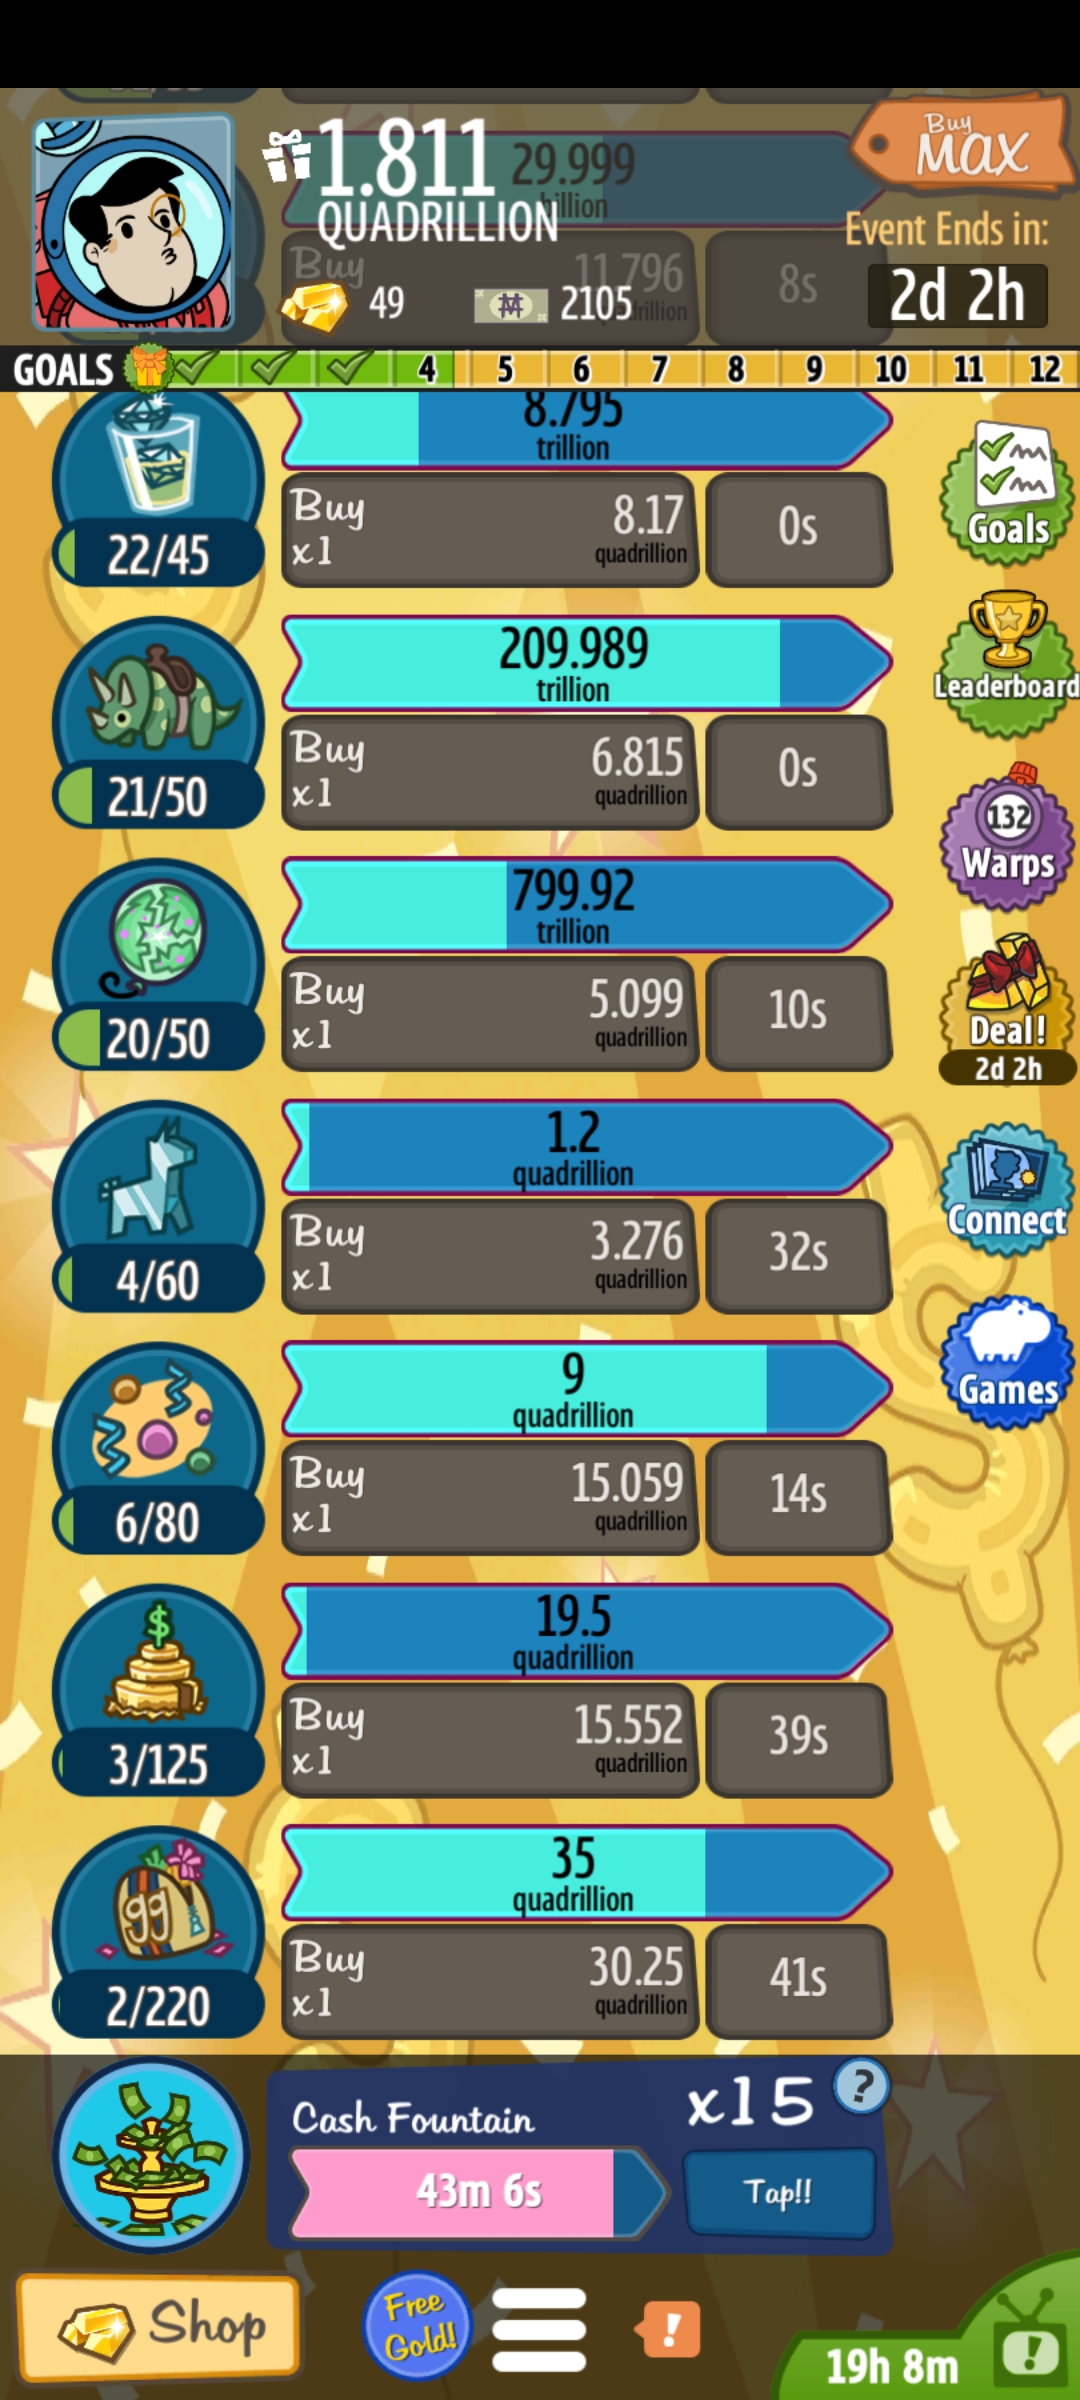 1.811
QUADRILLION
29.999
Buy
MAX
Event Ends in:
Buy
11.796
8s
49
2105
2d 2h
GOALS 4 5 6 7 8 9 10 11 12
8.795
trillion
22/45
Buy
x1
8.17
quadrillion
0s
Goals
209.989
trillion
21/50
Buy
x1
6.815
quadrillion
0s
Leaderboard
799.92
trillion
20/50
Buy
x1
5.099
quadrillion
10s
132
Warps
Deal!
2d 2h
1.2
quadrillion
4/60
Buy
x1
3.276
quadrillion
32s
Connect
9
quadrillion
6/80
Buy
x1
15.059
quadrillion
14s
Games
$
19.5
quadrillion
3/125
Buy
x1
15.552
quadrillion
39s
99
35
quadrillion
2/220
Buy
x1
30.25
quadrillion
41s
Cash Fountain
x15
?
43m 6s
Tap!!
Shop
Free
Gold!
!
19h 8m
!